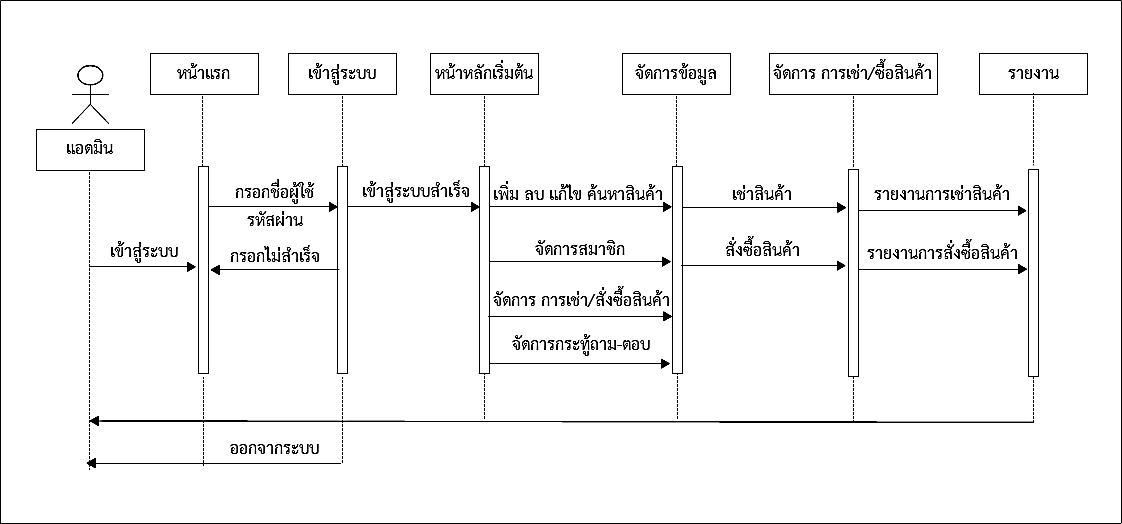 หน้าแรก
เข้าสู่ระบบ
หน้าหลักเริ่มต้น
จัดการข้อมูล
จัดการ การเช่า/ซื้อสินค้า
รายงาน
แอดมิน
กรอกชื่อผู้ใช้
รหัสผ่าน
เข้าสู่ระบบสำเร็จ
เพิ่ม ลบ แก้ไข ค้นหาสินค้า
เช่าสินค้า
รายงานการเช่าสินค้า
เข้าสู่ระบบ
กรอกไม่สำเร็จ
จัดการสมาชิก
สั่งซื้อสินค้า
รายงานการสั่งซื้อสินค้า
จัดการ การเช่า/สั่งซื้อสินค้า
จัดการกระทู้ถาม-ตอบ
ออกจากระบบ